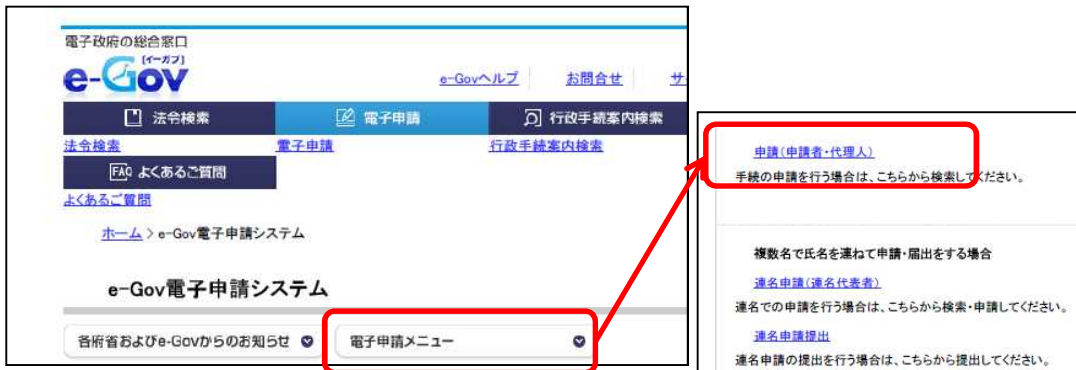 電子政府の総合窓口
[イーガブ]
e-Gov
e-Govヘルプ お問合せ サ
法令検索 電子申請 行政手続案内検索
法令検索 電子申請 行政手続案内検索
FAQ よくあるご質問
よくあるご質問
ホーム > e-Gov電子申請システム
e-Gov電子申請システム
各府省およびe-Govからのお知らせ 電子申請メニュー
申請(申請者・代理人)
手続の申請を行う場合は、こちらから検索してください。
複数名で氏名を連ねて申請・届出をする場合
連名申請(連名代表者)
連名での申請を行う場合は、こちらから検索・申請してください。
連名申請提出
連名申請の提出を行う場合は、こちらから提出してください。